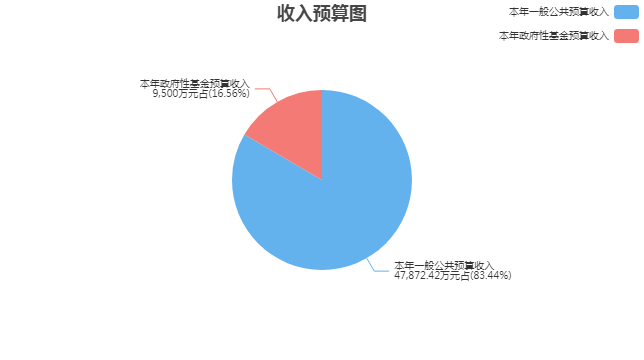 收入预算图
本年一般公共预算收入
本年政府性基金预算收入
本年政府性基金预算收入
9,500万元占(16.56%)
本年一般公共预算收入
47,872.42万元占(83.44%)